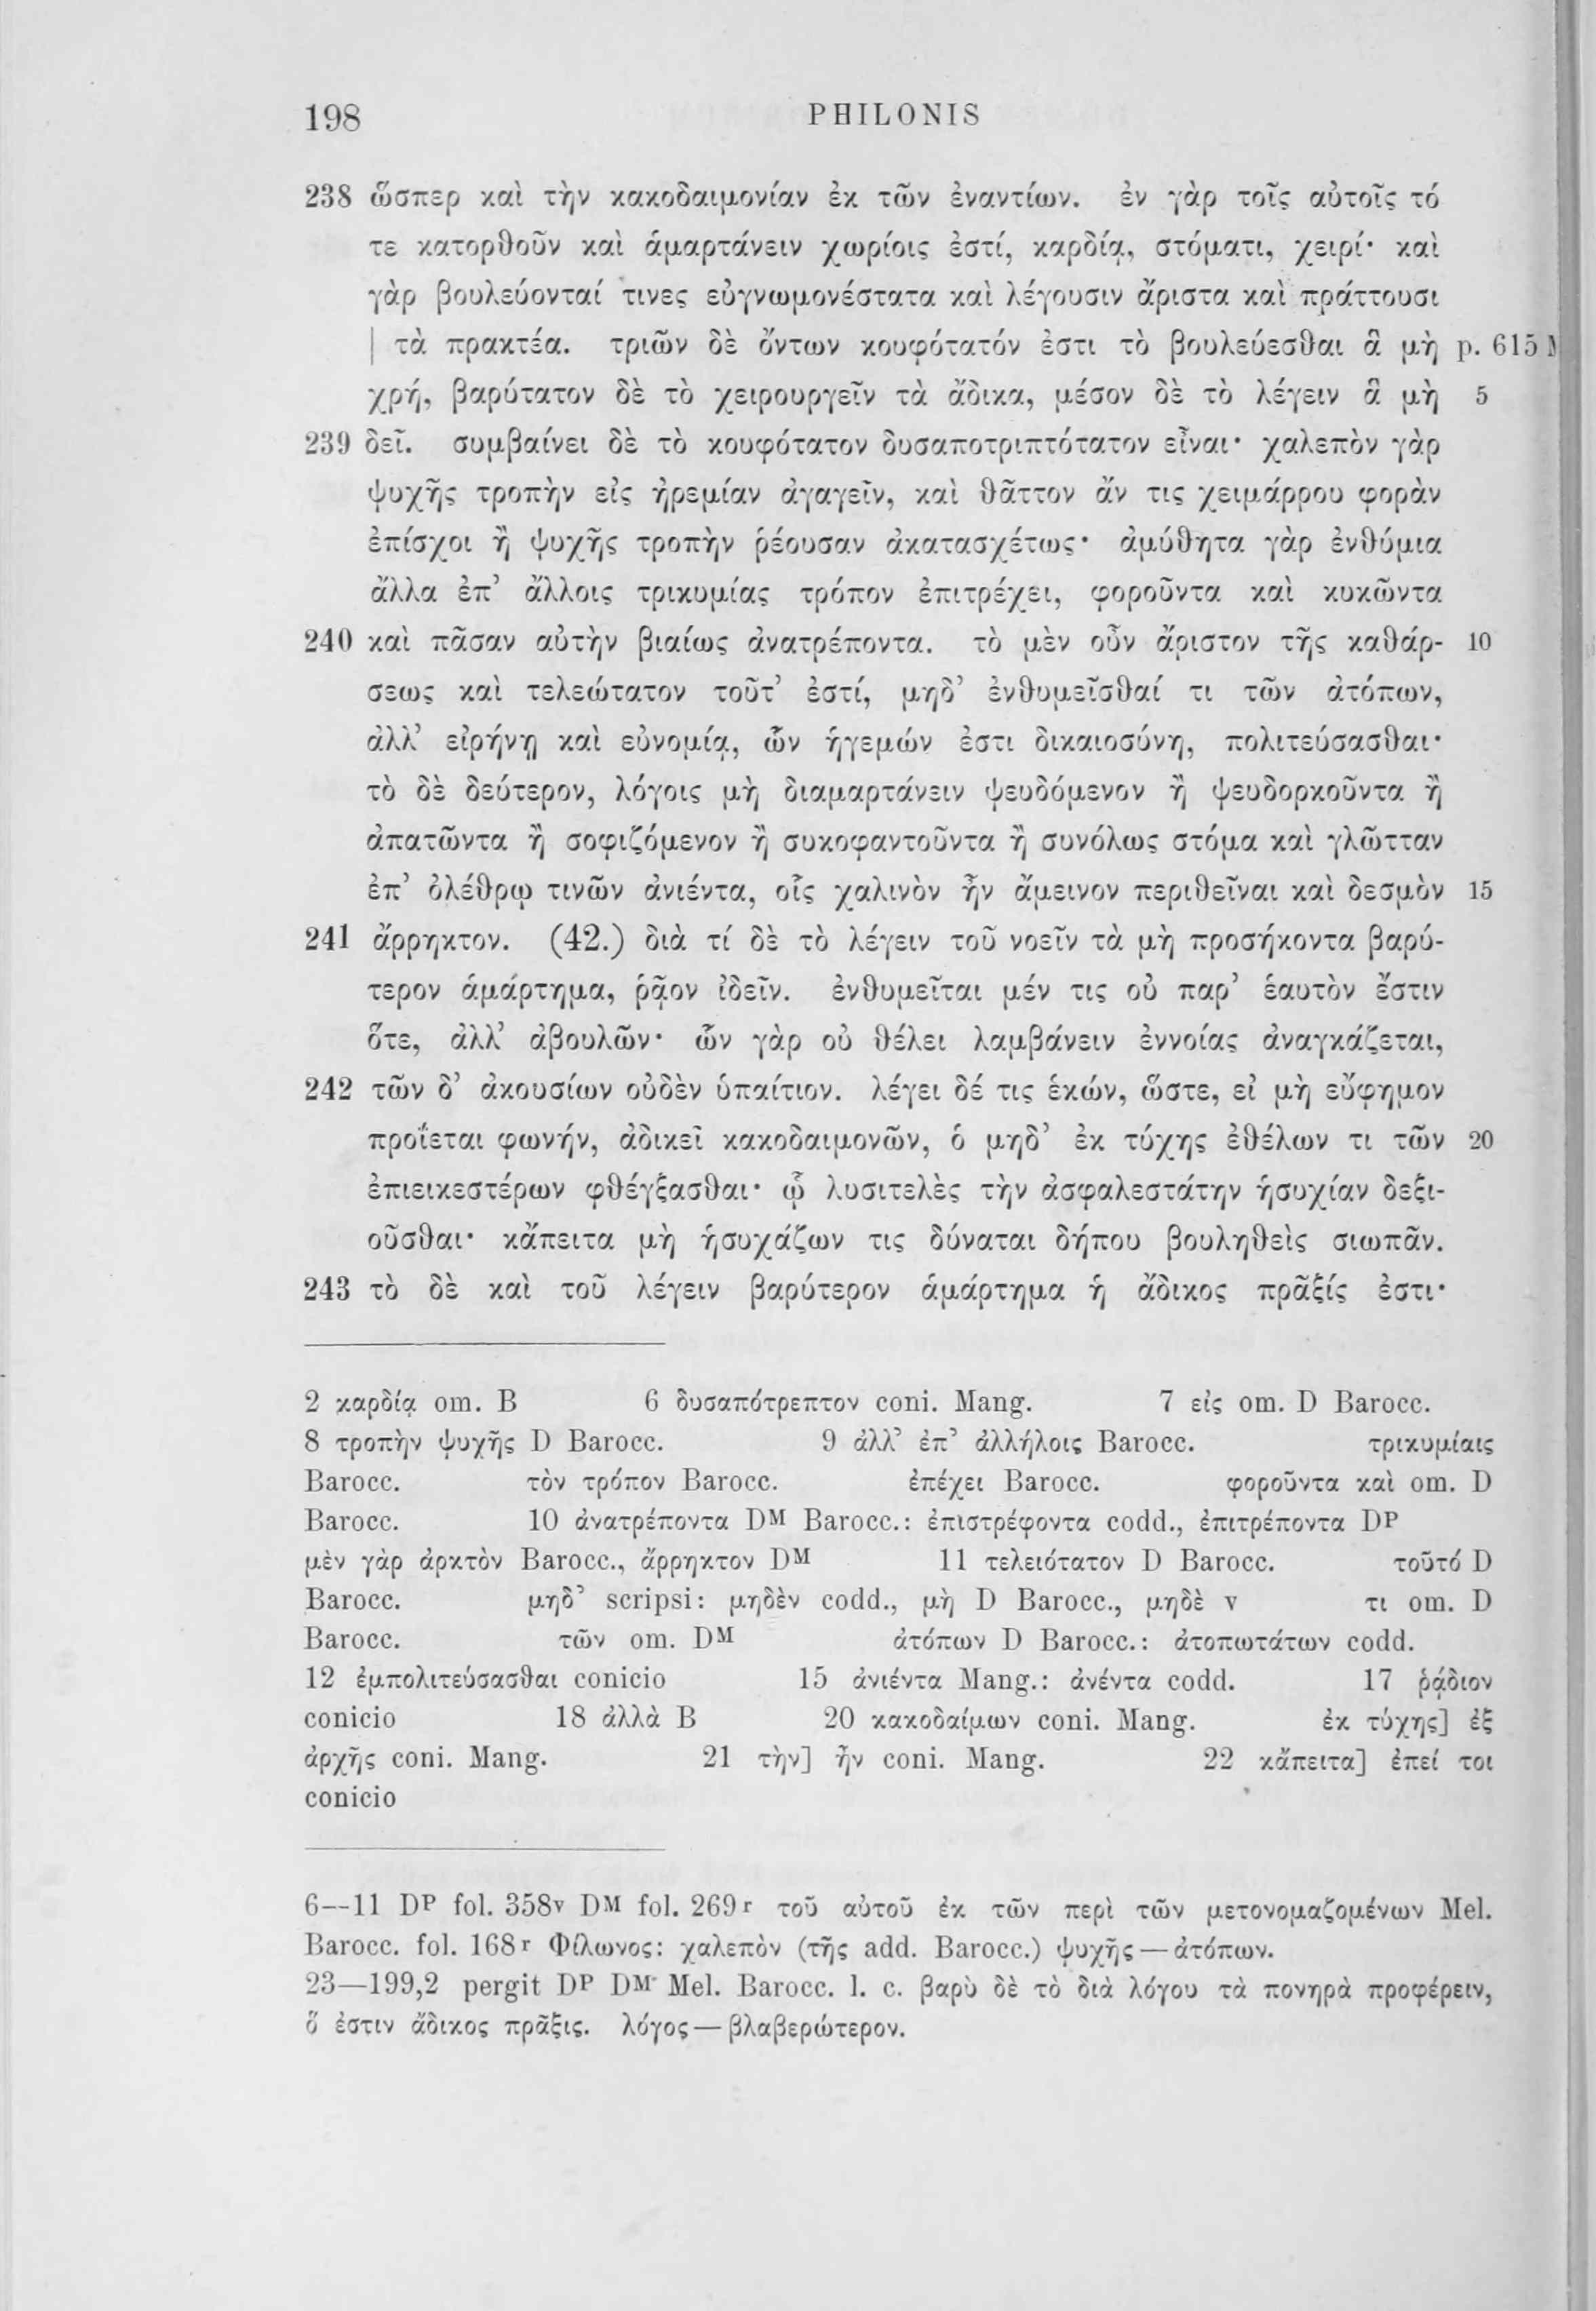 198 PHILONIS
238 ὥσπερ καὶ τὴν κακοδαιμονίαν ἐκ τῶν ἐναντίων. ἐν γὰρ τοῖς αὐτοῖς τό
τε κατορθοῦν καὶ ἁμαρτάνειν χωρίοις ἐστί, καρδίᾳ, στόματι, χειρί· καὶ
γὰρ βουλεύονταί τινες εὐγνωμονέστατα καὶ λέγουσιν ἄριστα καὶ πράττουσι
| τὰ πρακτέα. τριῶν δὲ ὄντων κουφότατόν ἐστι τὸ βουλεύεσθαι ἃ μὴ p. 615 M
χρή, βαρύτατον δὲ τὸ χειρουργεῖν τὰ ἄδικα, μέσον δὲ τὸ λέγειν ἃ μὴ 5
239 δεῖ. συμβαίνει δὲ τὸ κουφότατον δυσαποτριπτότατον εἶναι· χαλεπὸν γὰρ
ψυχῆς τροπὴν εἰς ἠρεμίαν ἀγαγεῖν, καὶ θᾶττον ἄν τις χειμάρρου φορὰν
ἐπίσχοι ἢ ψυχῆς τροπὴν ῥέουσαν ἀκατασχέτως· ἀμύθητα γὰρ ἐνθύμια
ἄλλα ἐπ’ ἄλλοις τρικυμίας τρόπον ἐπιτρέχει, φοροῦντα καὶ κυκῶντα
240 καὶ πᾶσαν αὐτὴν βιαίως ἀνατρέποντα. τὸ μὲν οὖν ἄριστον τῆς καθάρ- 10
σεως καὶ τελεώτατον τοῦτ’ ἐστί, μηδ’ ἐνθυμεῖσθαί τι τῶν ἀτόπων,
ἀλλ’ εἰρήνῃ καὶ εὐνομίᾳ, ὧν ἡγεμών ἐστι δικαιοσύνη, πολιτεύσασθαι·
τὸ δὲ δεύτερον, λόγοις μὴ διαμαρτάνειν ψευδόμενον ἢ ψευδορκοῦντα ἢ
ἀπατῶντα ἢ σοφιζόμενον ἢ συκοφαντοῦντα ἢ συνόλως στόμα καὶ γλῶτταν
ἐπ’ ὀλέθρῳ τινῶν ἀνιέντα, οἷς χαλινὸν ἦν ἄμεινον περιθεῖναι καὶ δεσμὸν 15
241 ἄρρηκτον. (42.) διὰ τί δὲ τὸ λέγειν τοῦ νοεῖν τὰ μὴ προσήκοντα βαρύ-
τερον ἁμάρτημα, ῥᾷον ἰδεῖν. ἐνθυμεῖται μέν τις οὐ παρ’ ἑαυτὸν ἔστιν
ὅτε, ἀλλ’ ἀβουλῶν· ὧν γὰρ οὐ θέλει λαμβάνειν ἐννοίας ἀναγκάζεται,
242 τῶν δ’ ἀκουσίων οὐδὲν ὑπαίτιον. λέγει δέ τις ἑκών, ὥστε, εἰ μὴ εὔφημον
προΐεται φωνήν, ἀδικεῖ κακοδαιμονῶν, ὁ μηδ’ ἐκ τύχης ἐθέλων τι τῶν 20
ἐπιεικεστέρων φθέγξασθαι· ᾧ λυσιτελὲς τὴν ἀσφαλεστάτην ἡσυχίαν δεξι-
οῦσθαι· κἄπειτα μὴ ἡσυχάζων τις δύναται δήπου βουληθεὶς σιωπᾶν.
243 τὸ δὲ καὶ τοῦ λέγειν βαρύτερον ἁμάρτημα ἡ ἄδικος πρᾶξίς ἐστι·
2 καρδίᾳ om. B 6 δυσαπότρεπτον coni. Mang. 7 εἰς om. D Barocc.
8 τροπὴν ψυχῆς D Barocc. 9 ἀλλ’ ἐπ’ ἀλλήλοις Barocc. τρικυμίαις
Barocc. τὸν τρόπον Barocc. ἐπέχει Barocc. φοροῦντα καὶ om. D
Barocc. 10 ἀνατρέποντα Dᴹ Barocc.: ἐπιστρέφοντα codd., ἐπιτρέποντα Dᴾ
μὲν γὰρ ἀρκτὸν Barocc., ἄρρηκτον Dᴹ 11 τελειότατον D Barocc. τοῦτό D
Barocc. μηδ’ scripsi: μηδὲν codd., μὴ D Barocc., μηδὲ v τι om. D
Barocc. τῶν om. Dᴹ ἀτόπων D Barocc.: ἀτοπωτάτων codd.
12 ἐμπολιτεύσασθαι conicio 15 ἀνιέντα Mang.: ἀνέντα codd. 17 ῥᾴδιον
conicio 18 ἀλλὰ B 20 κακοδαίμων coni. Mang. ἐκ τύχης] ἐξ
ἀρχῆς coni. Mang. 21 τὴν] ἦν coni. Mang. 22 κἄπειτα] ἐπεί τοι
conicio
6—11 Dᴾ fol. 358ᵛ Dᴹ fol. 269ʳ τοῦ αὐτοῦ ἐκ τῶν περὶ τῶν μετονομαζομένων Mel.
Barocc. fol. 168ʳ Φίλωνος: χαλεπὸν (τῆς add. Barocc.) ψυχῆς — ἀτόπων.
23—199,2 pergit Dᴾ Dᴹ Mel. Barocc. l. c. βαρὺ δὲ τὸ διὰ λόγου τὰ πονηρὰ προφέρειν,
ὅ ἐστιν ἄδικος πρᾶξις. λόγος — βλαβερώτερον.